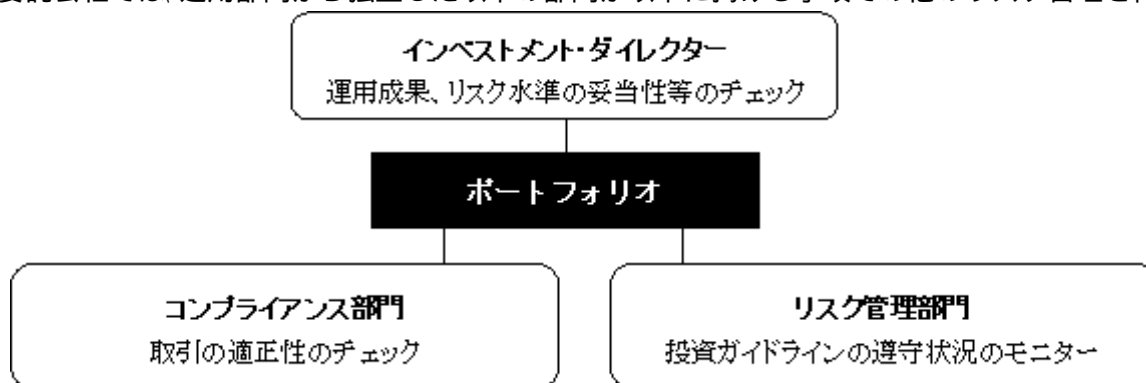 インベストメント・ダイレクター
運用成果、リスク水準の妥当性等のチェック
ポートフォリオ
コンプライアンス部門
取引の適正性のチェック
リスク管理部門
投資ガイドラインの遵守状況のモニター